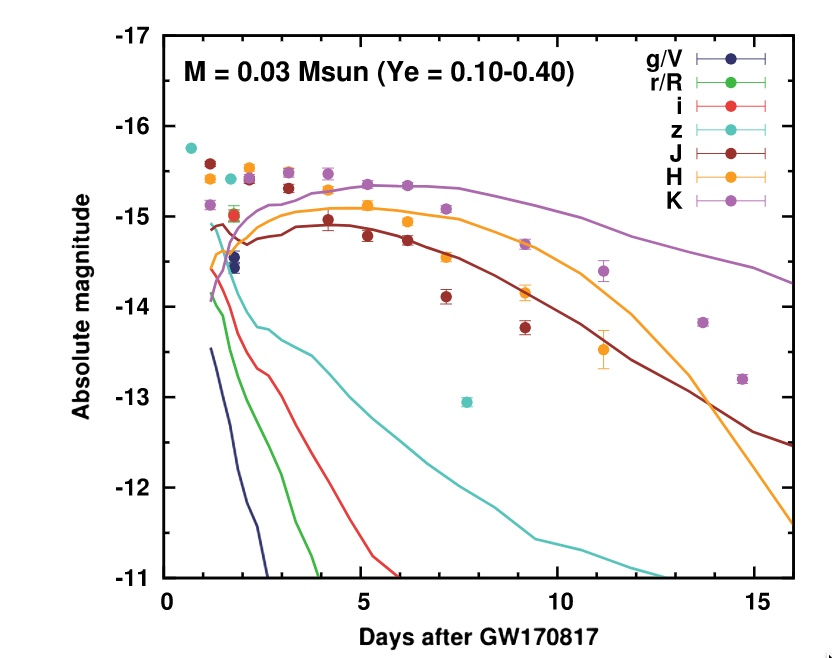 -17
M = 0.03 Msun (Ye = 0.10-0.40)
g/V
r/R
i
z
J
H
K
-16
-15
-14
-13
-12
-11
Absolute magnitude
0 5 10 15
Days after GW170817